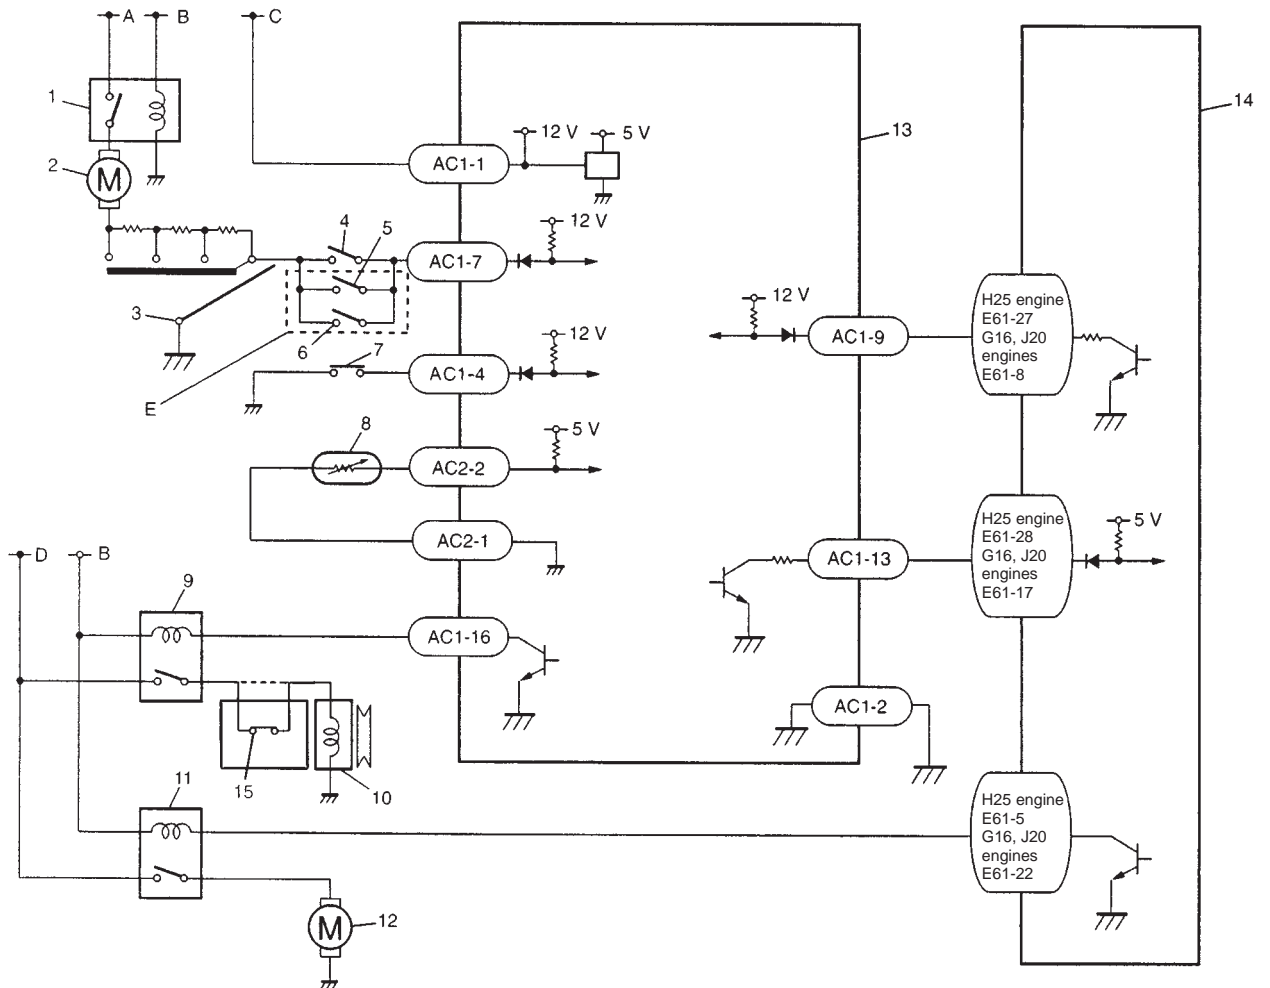 A
B
C
1
2
3
4
5
6
7
E
8
D
B
9
10
11
12
13
14
15
12 V
5 V
AC1-1
12 V
AC1-7
12 V
AC1-4
5 V
AC2-2
AC2-1
AC1-16
12 V
AC1-9
AC1-13
AC1-2
H25 engine
E61-27
G16, J20
engines
E61-8
H25 engine
E61-28
G16, J20
engines
E61-17
5 V
H25 engine
E61-5
G16, J20
engines
E61-22
M
M